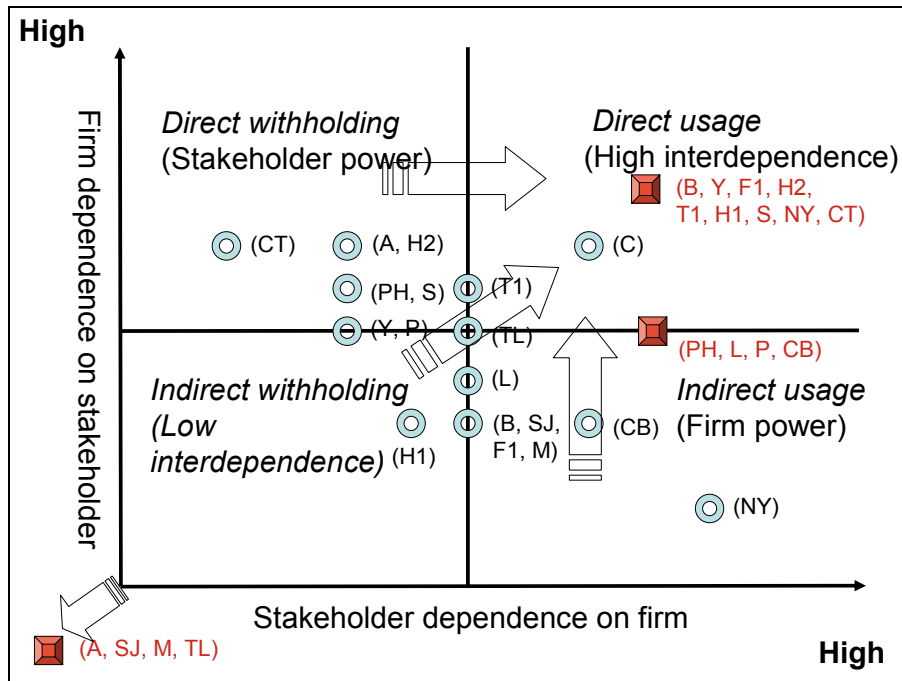 High
Firm dependence on stakeholder
Direct withholding
(Stakeholder power)
Direct usage
(High interdependence)
(B, Y, F1, H2,
T1, H1, S, NY, CT)
(CT)
(A, H2)
(C)
(PH, S)
(T1)
(Y, P)
(TL)
(PH, L, P, CB)
Indirect withholding
(Low
interdependence)
(L)
Indirect usage
(Firm power)
(H1)
(B, SJ,
F1, M)
(CB)
(NY)
Stakeholder dependence on firm
(A, SJ, M, TL)
High